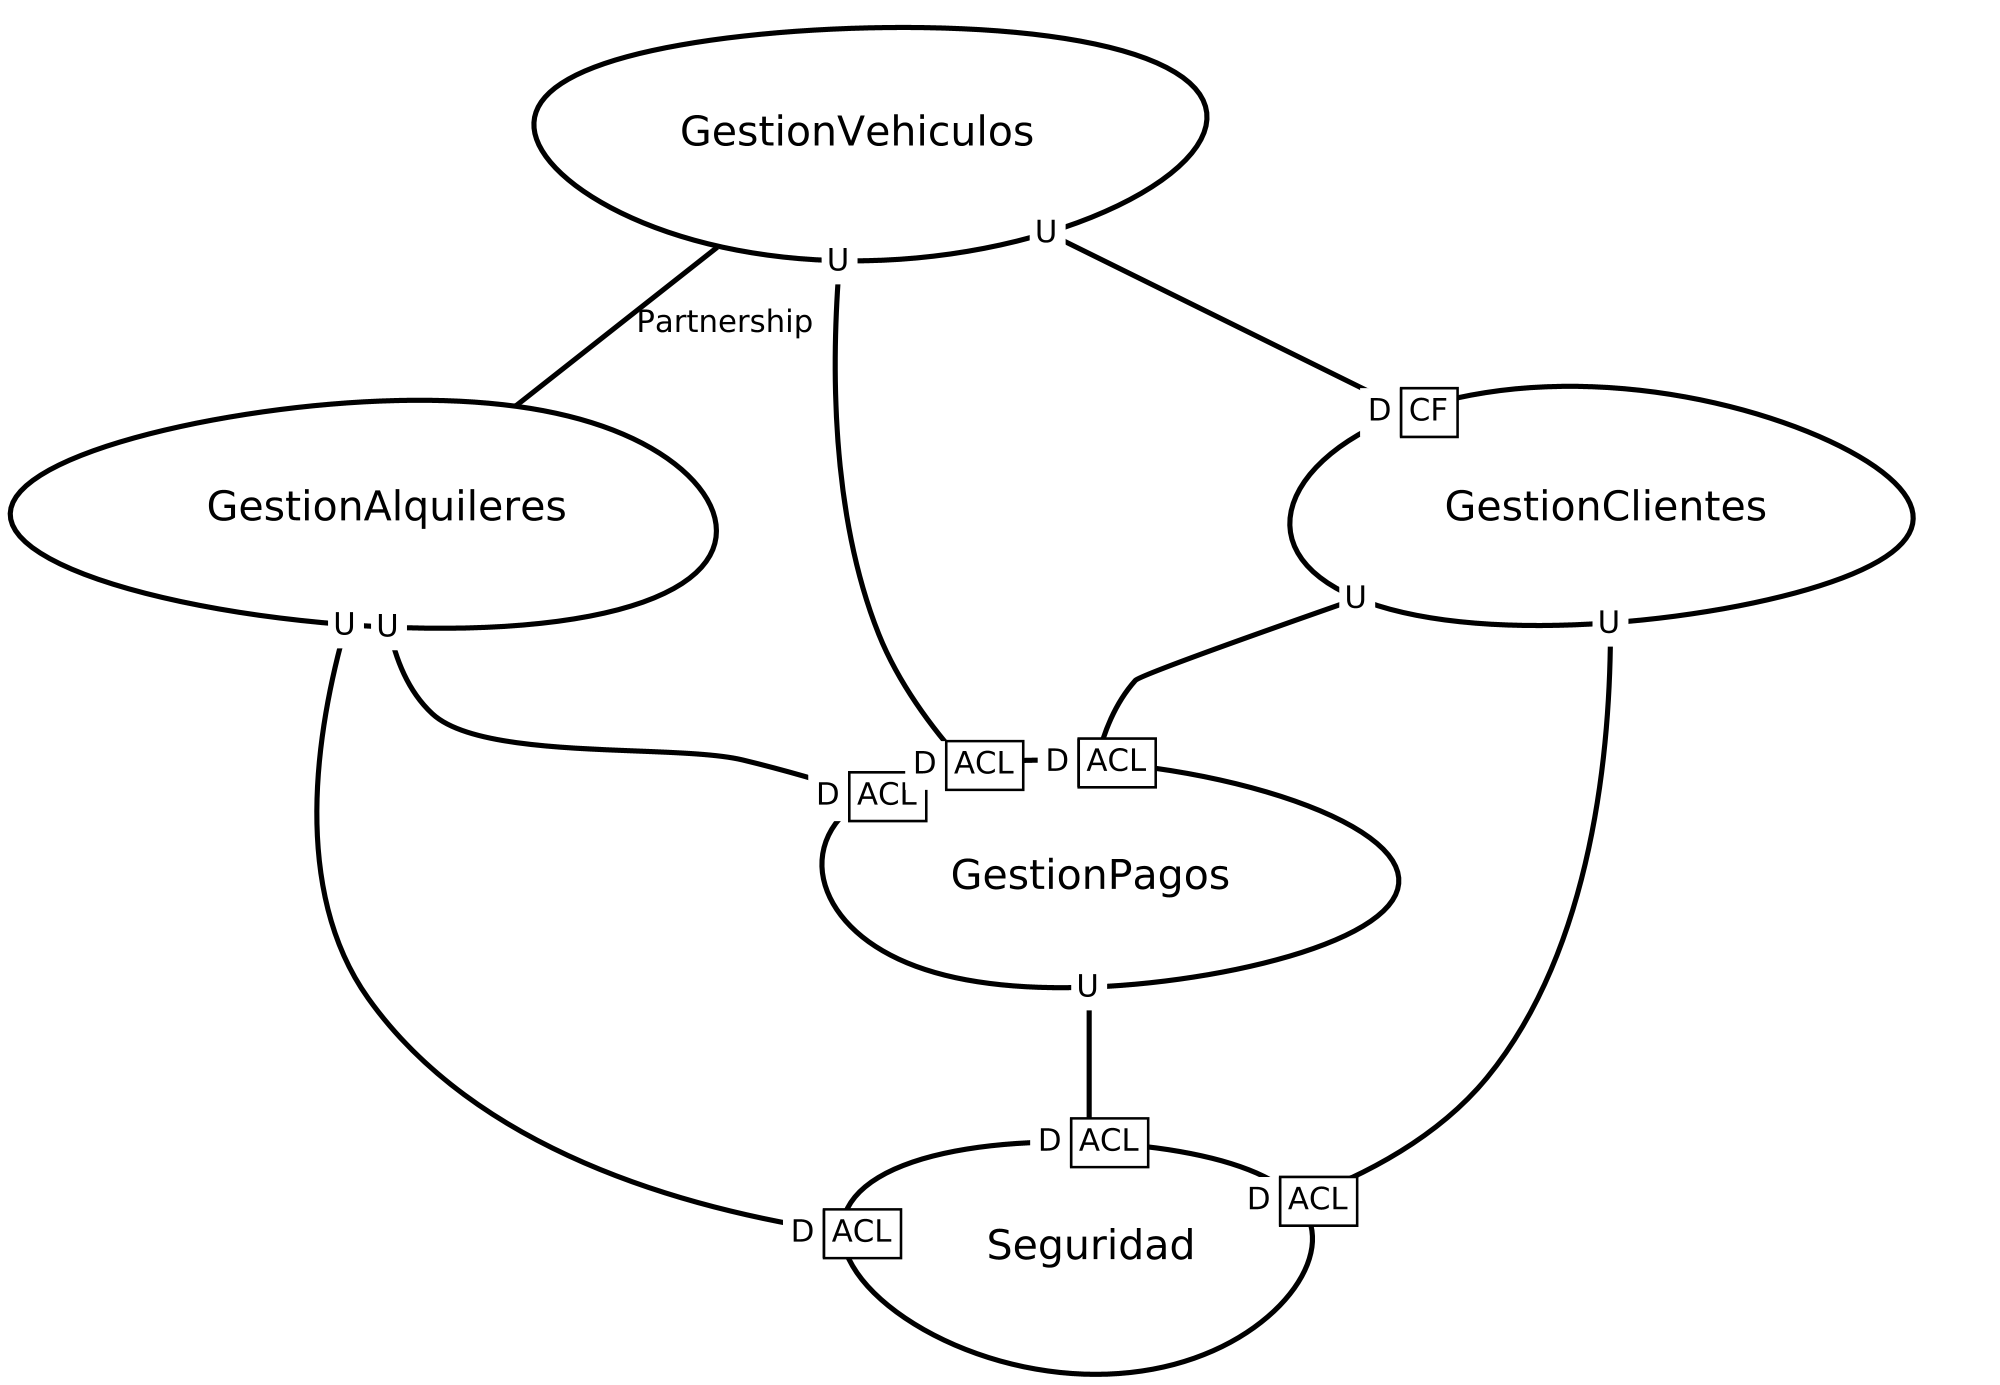 GestionVehiculos
U
U
Partnership
D CF
GestionAlquileres
GestionClientes
U U
U
U
D ACL
D ACL
D ACL
GestionPagos
U
D ACL
D ACL
D ACL
Seguridad